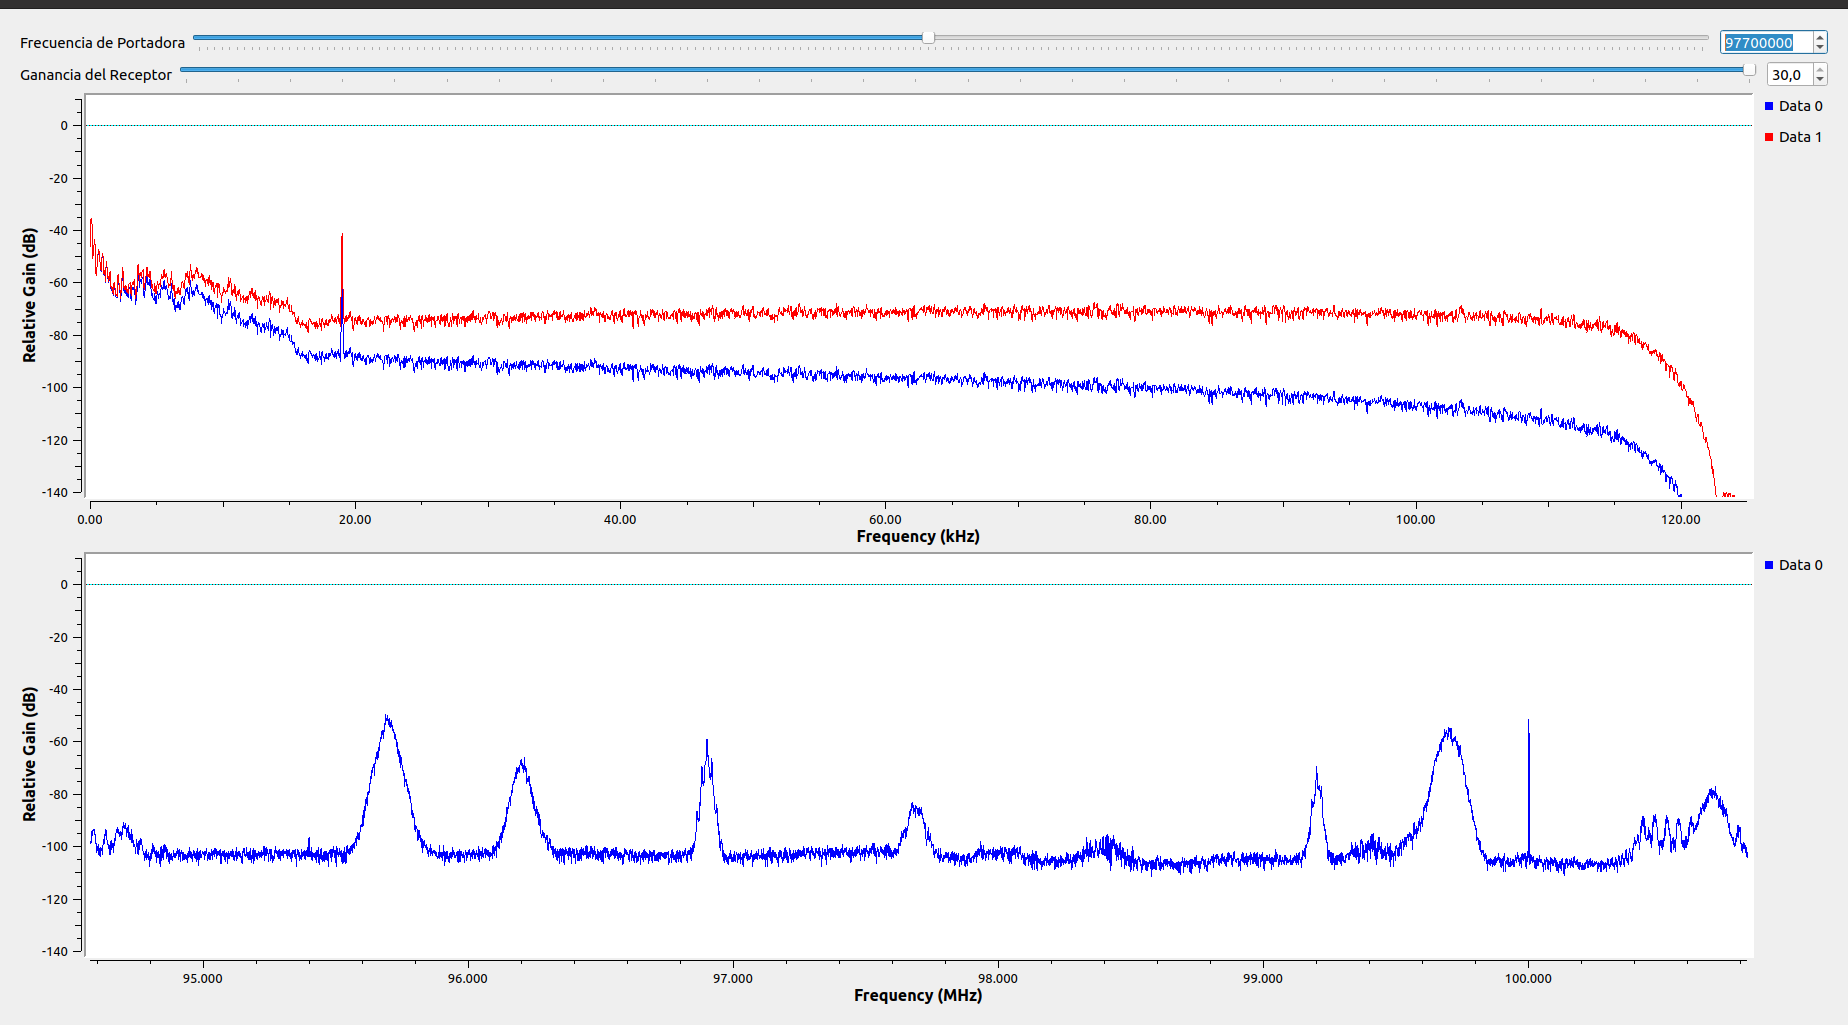 Frecuencia de Portadora 97700000
Ganancia del Receptor 30,0
Data 0
Data 1
Relative Gain (dB)
0
-20
-40
-60
-80
-100
-120
-140
0.00 20.00 40.00 60.00 80.00 100.00 120.00
Frequency (kHz)
Data 0
Relative Gain (dB)
0
-20
-40
-60
-80
-100
-120
-140
95.000 96.000 97.000 98.000 99.000 100.000
Frequency (MHz)